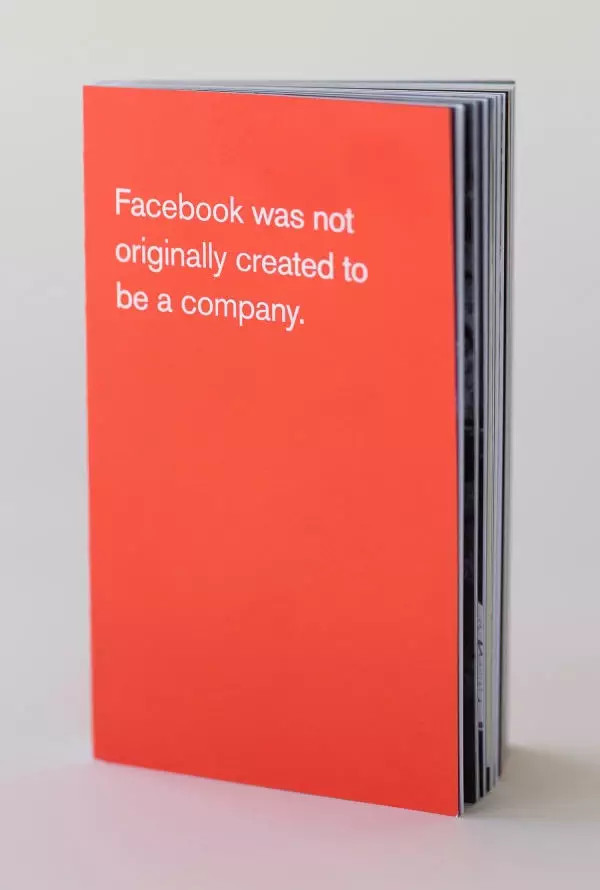 Facebook was not
originally created to
be a company.